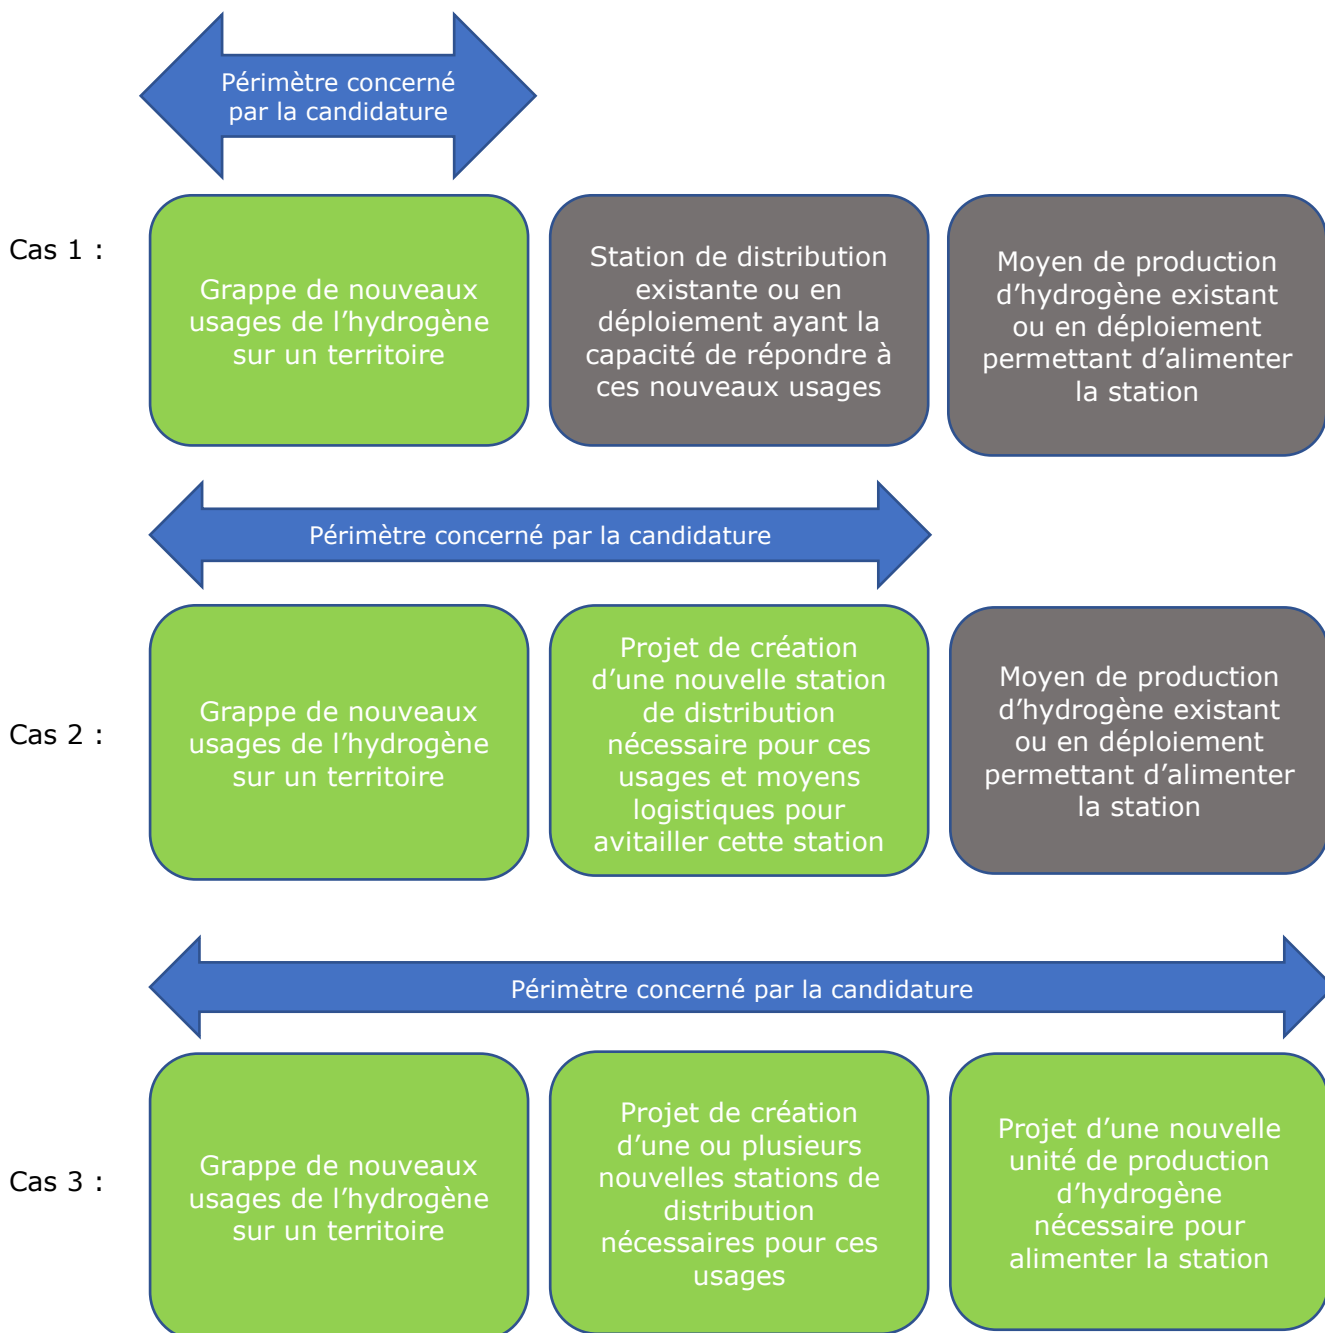 Périmètre concerné
par la candidature
Cas 1 :
Grappe de nouveaux
usages de l’hydrogène
sur un territoire
Station de distribution
existante ou en
déploiement ayant la
capacité de répondre à
ces nouveaux usages
Moyen de production
d’hydrogène existant
ou en déploiement
permettant d’alimenter
la station
Périmètre concerné par la candidature
Cas 2 :
Grappe de nouveaux
usages de l’hydrogène
sur un territoire
Projet de création
d’une nouvelle station
de distribution
nécessaire pour ces
usages et moyens
logistiques pour
avitailler cette station
Moyen de production
d’hydrogène existant
ou en déploiement
permettant d’alimenter
la station
Périmètre concerné par la candidature
Cas 3 :
Grappe de nouveaux
usages de l’hydrogène
sur un territoire
Projet de création
d’une ou plusieurs
nouvelles stations de
distribution
nécessaires pour ces
usages
Projet d’une nouvelle
unité de production
d’hydrogène
nécessaire pour
alimenter la station